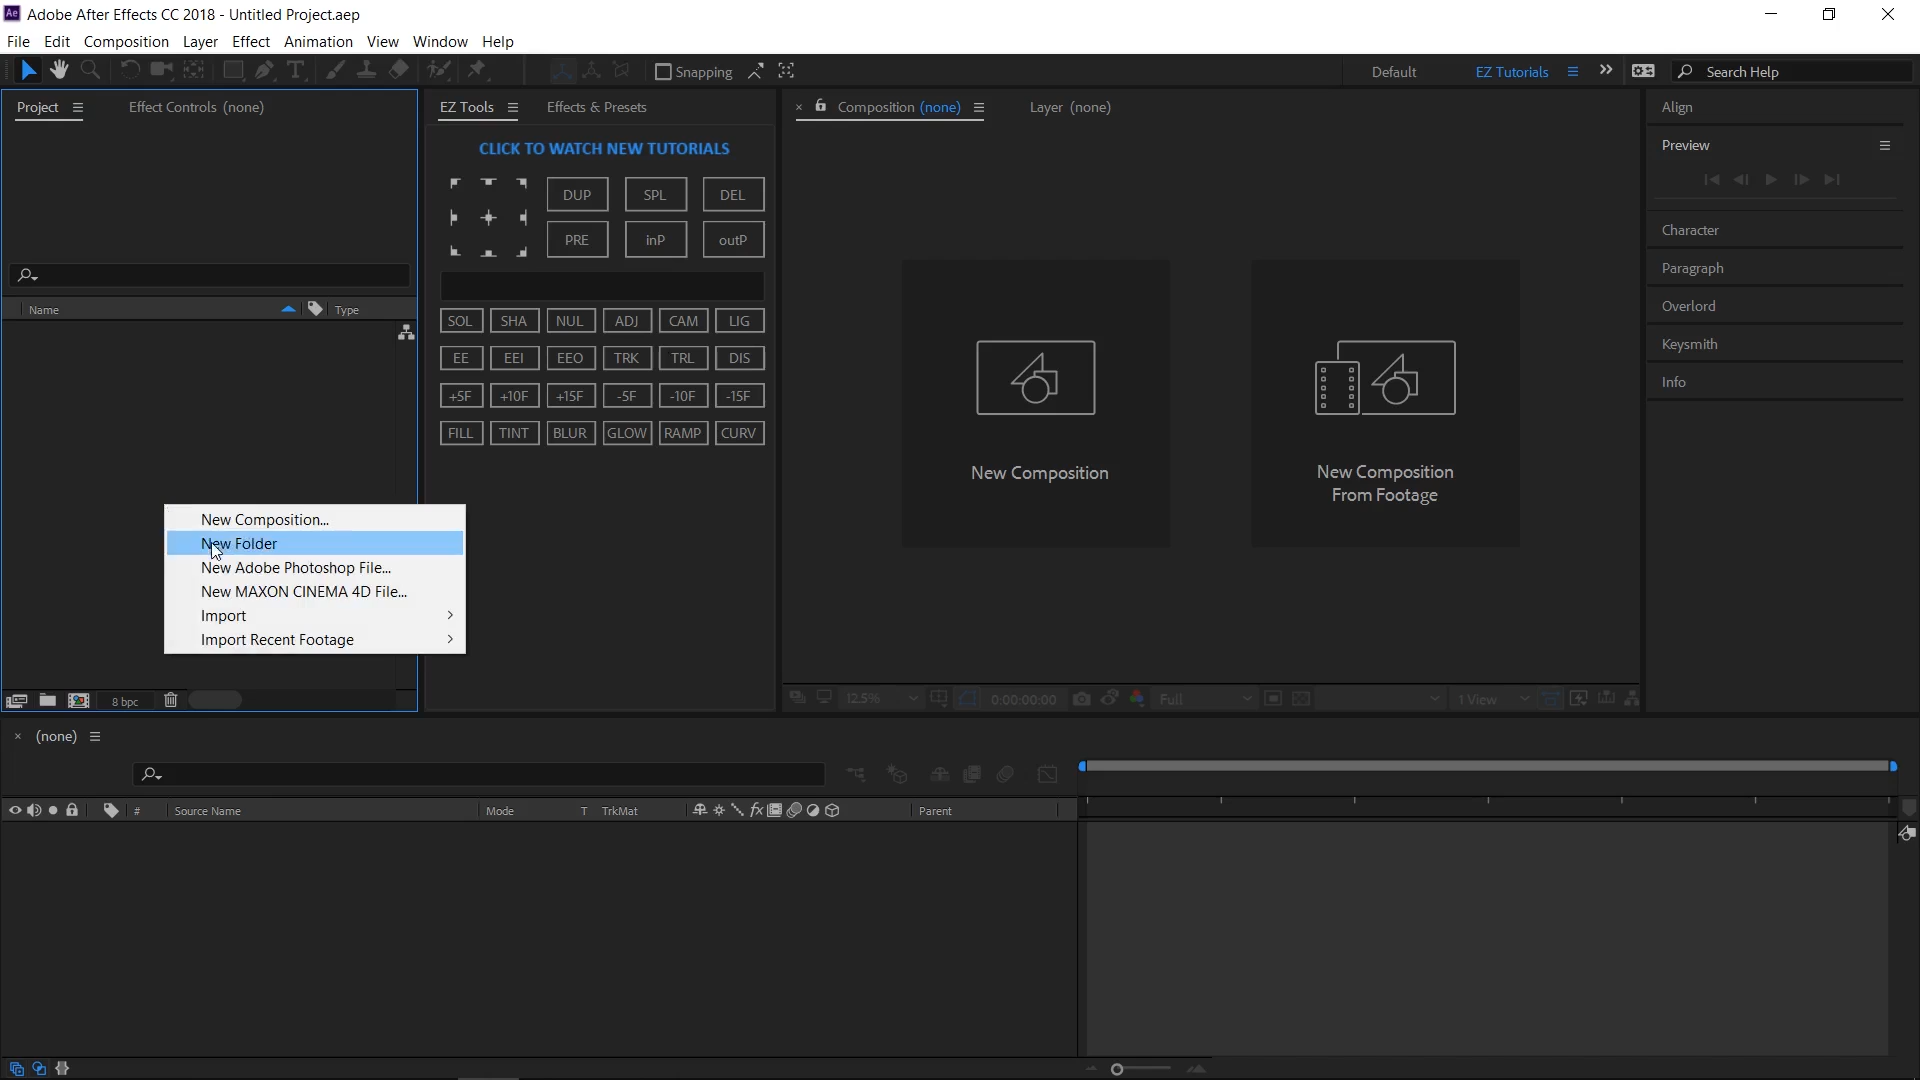 Ae Adobe After Effects CC 2018 - Untitled Project.aep
File Edit Composition Layer Effect Animation View Window Help
Snapping Default EZ Tutorials Search Help
Project Effect Controls (none) EZ Tools Effects & Presets Composition (none) Layer (none) Align
Preview
CLICK TO WATCH NEW TUTORIALS
DUP SPL DEL
PRE inP outP
Character
Paragraph
Overlord
Keysmith
Info
Name Type
SOL SHA NUL ADJ CAM LIG
EE EEI EEO TRK TRL DIS
+5F +10F +15F -5F -10F -15F
FILL TINT BLUR GLOW RAMP CURV
New Composition
New Composition
From Footage
New Composition...
New Folder
New Adobe Photoshop File...
New MAXON CINEMA 4D File...
Import
Import Recent Footage
8 bpc 12.5% 0:00:00:00 Full 1 View
(none)
# Source Name Mode T TrkMat fx Parent